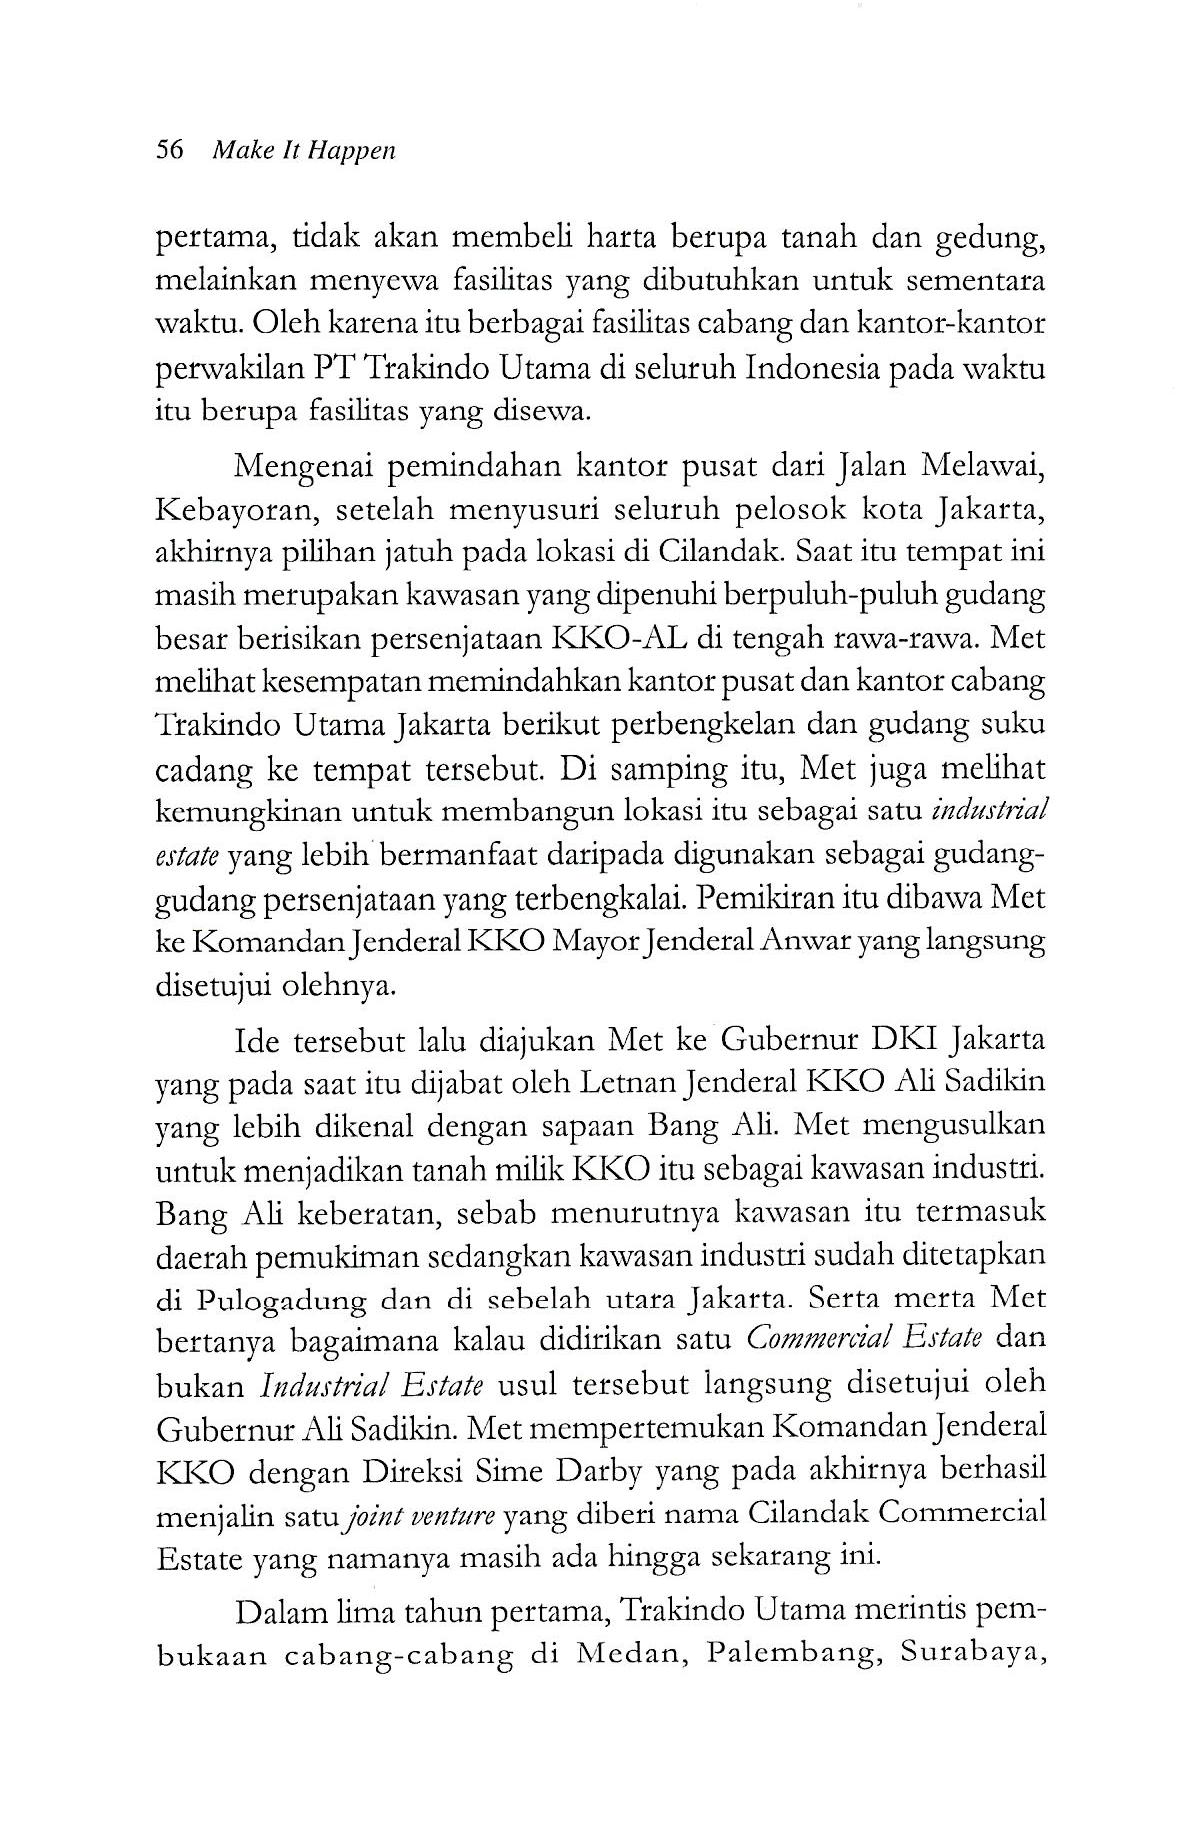 56 Make It Happen
pertama, tidak akan membeli harta berupa tanah dan gedung,
melainkan menyewa fasilitas yang dibutuhkan untuk sementara
waktu. Oleh karena itu berbagai fasilitas cabang dan kantor-kantor
perwakilan PT Trakindo Utama di seluruh Indonesia pada waktu
itu berupa fasilitas yang disewa.
Mengenai pemindahan kantor pusat dari Jalan Melawai,
Kebayoran, setelah menyusuri seluruh pelosok kota Jakarta,
akhirnya pilihan jatuh pada lokasi di Cilandak. Saat itu tempat ini
masih merupakan kawasan yang dipenuhi berpuluh-puluh gudang
besar berisikan persenjataan KKO-AL di tengah rawa-rawa. Met
melihat kesempatan memindahkan kantor pusat dan kantor cabang
Trakindo Utama Jakarta berikut perbengkelan dan gudang suku
cadang ke tempat tersebut. Di samping itu, Met juga melihat
kemungkinan untuk membangun lokasi itu sebagai satu industrial
estate yang lebih bermanfaat daripada digunakan sebagai gudang-
gudang persenjataan yang terbengkalai. Pemikiran itu dibawa Met
ke Komandan Jenderal KKO Mayor Jenderal Anwar yang langsung
disetujui olehnya.
Ide tersebut lalu diajukan Met ke Gubernur DKI Jakarta
yang pada saat itu dijabat oleh Letnan Jenderal KKO Ali Sadikin
yang lebih dikenal dengan sapaan Bang Ali. Met mengusulkan
untuk menjadikan tanah milik KKO itu sebagai kawasan industri.
Bang Ali keberatan, sebab menurutnya kawasan itu termasuk
daerah pemukiman sedangkan kawasan industri sudah ditetapkan
di Pulogadung dan di sebelah utara Jakarta. Serta merta Met
bertanya bagaimana kalau didirikan satu Commercial Estate dan
bukan Industrial Estate usul tersebut langsung disetujui oleh
Gubernur Ali Sadikin. Met mempertemukan Komandan Jenderal
KKO dengan Direksi Sime Darby yang pada akhirnya berhasil
menjalin satu joint venture yang diberi nama Cilandak Commercial
Estate yang namanya masih ada hingga sekarang ini.
Dalam lima tahun pertama, Trakindo Utama merintis pem-
bukaan cabang-cabang di Medan, Palembang, Surabaya,